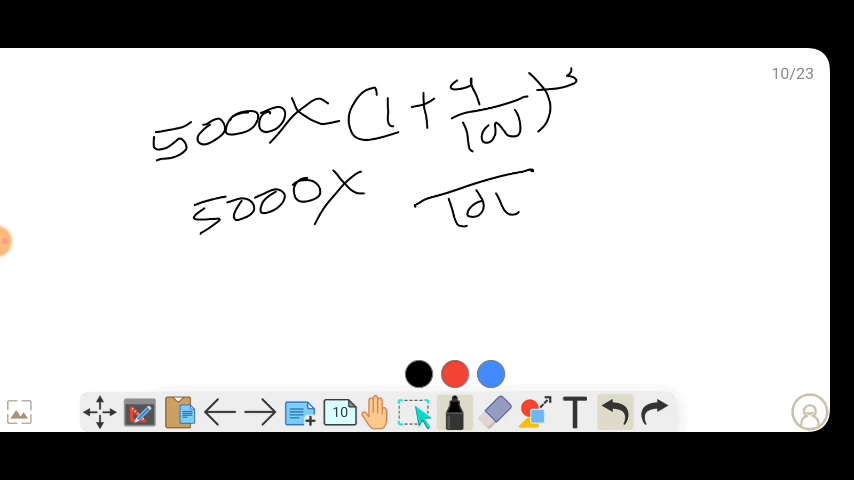 10/23
5000 × (1 + 4/100)³
5000 ×
10
T